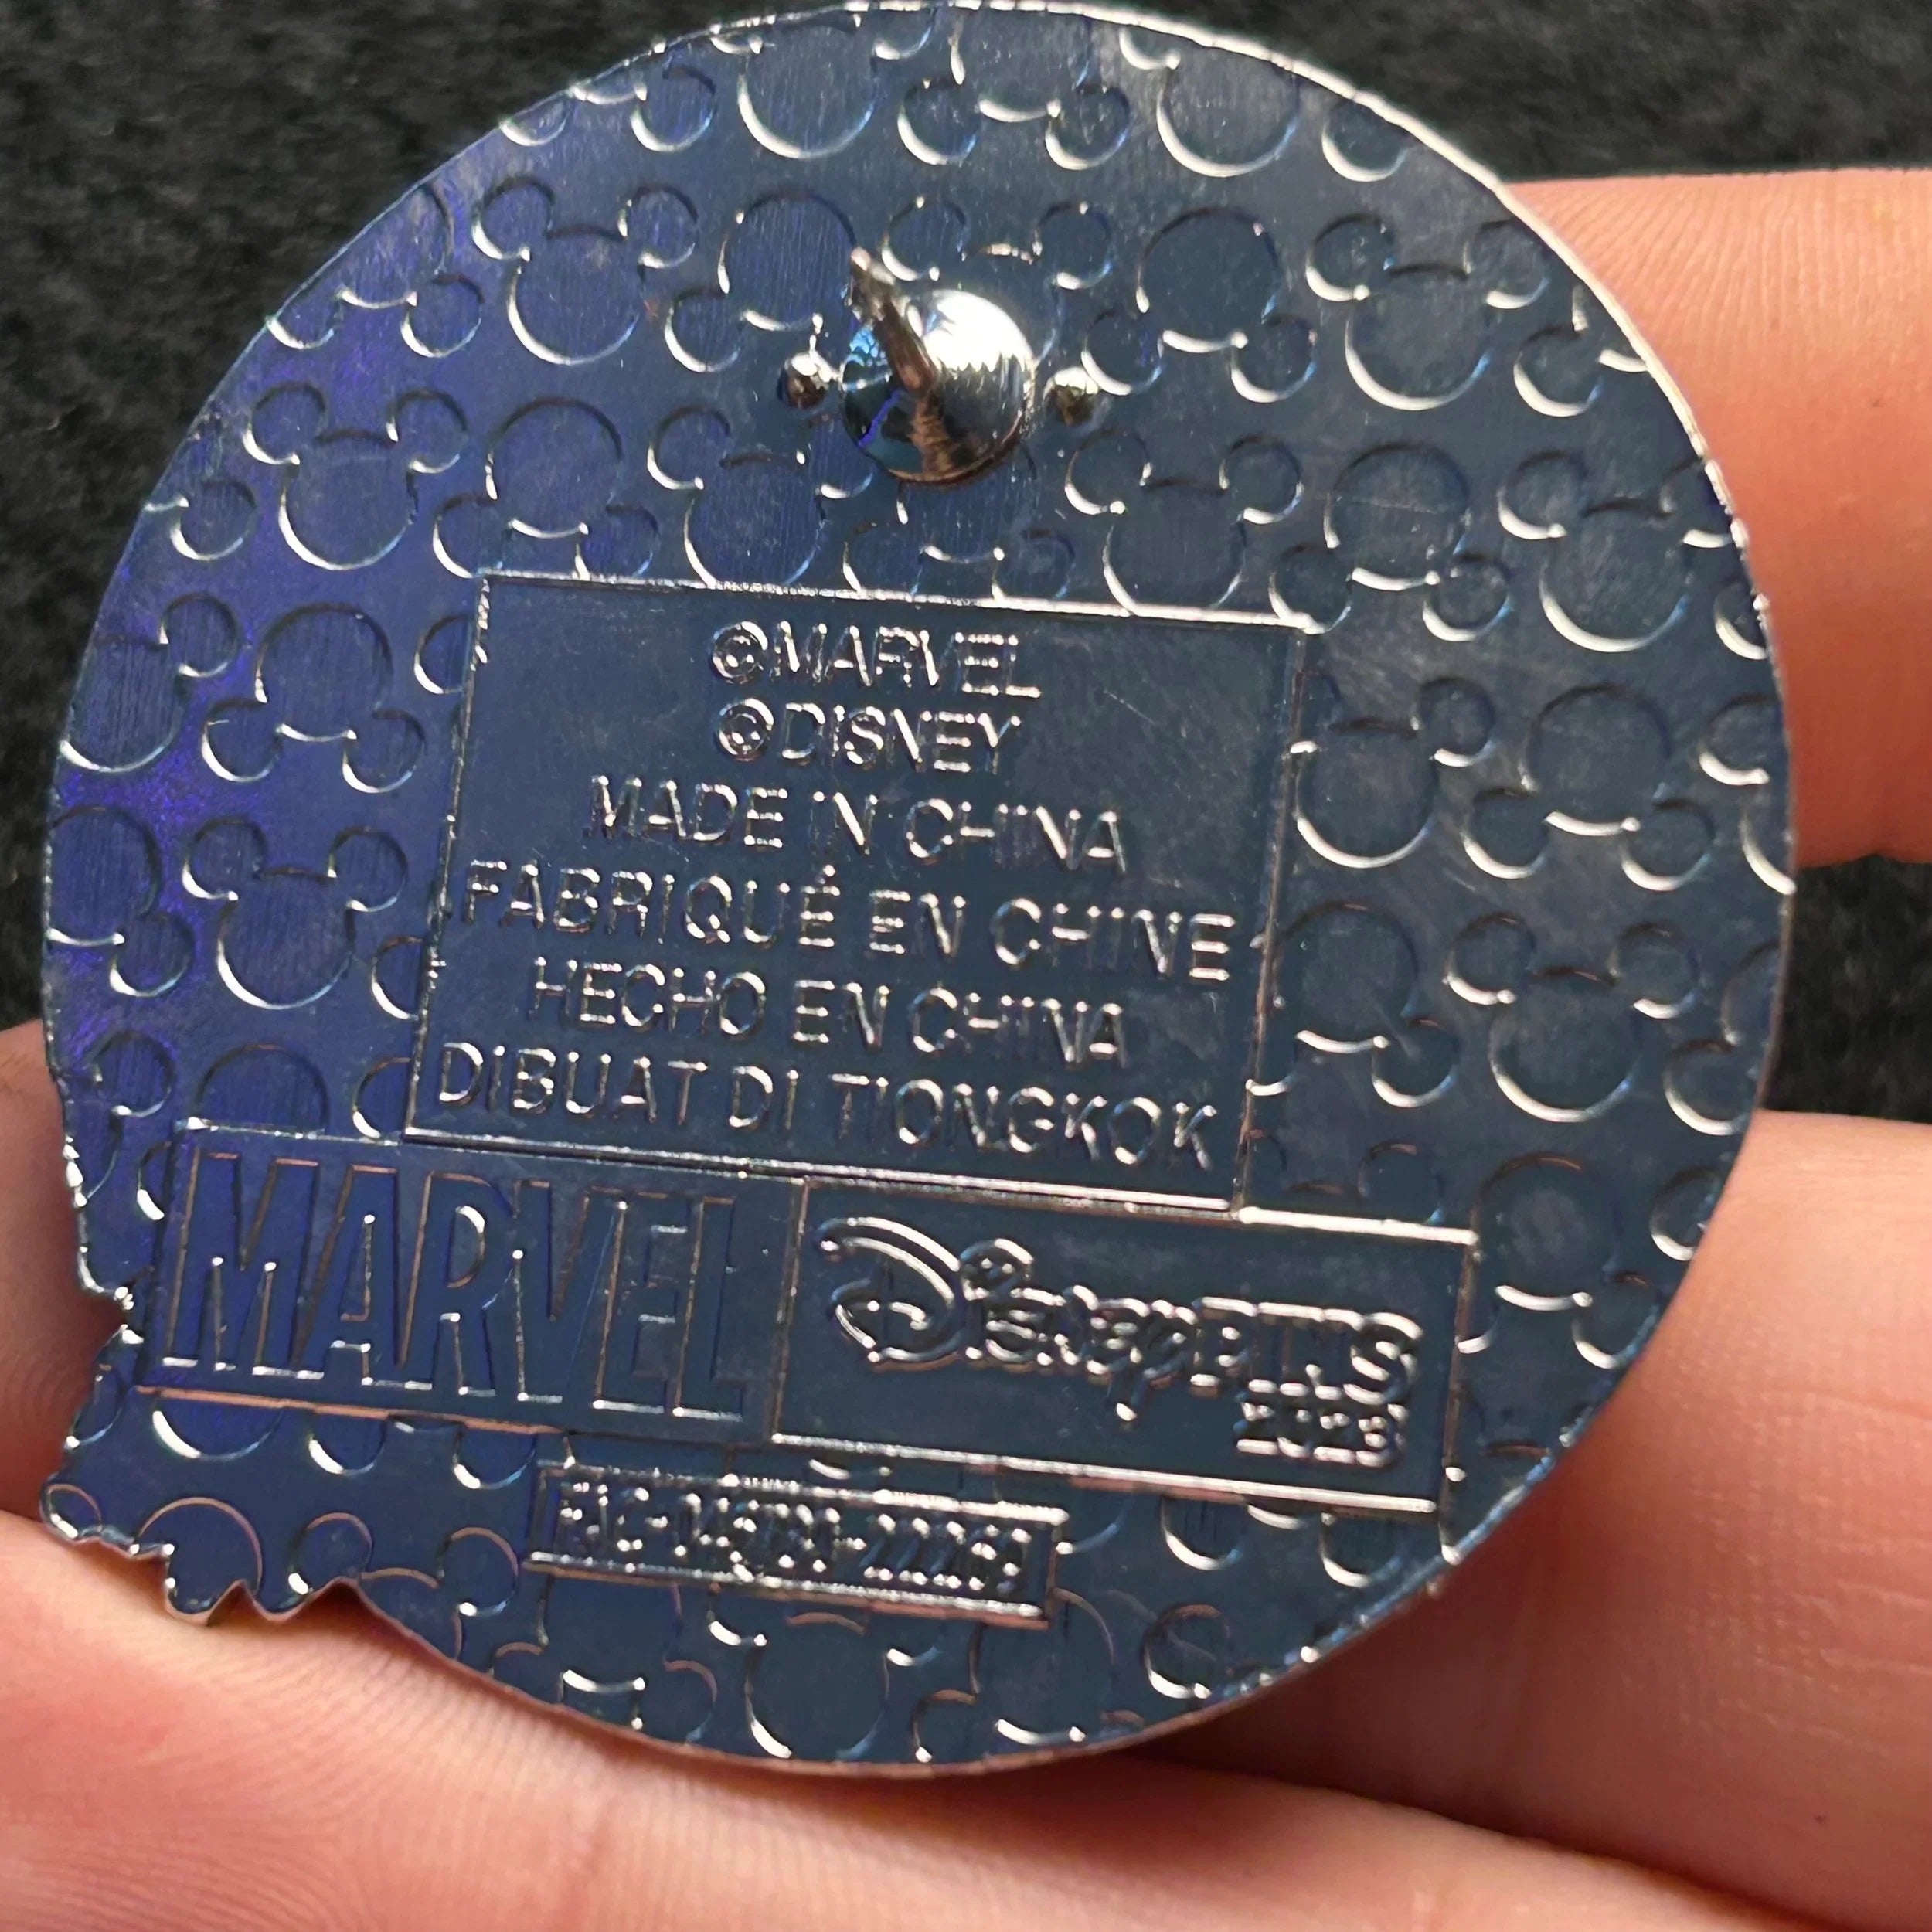 ©MARVEL
©DISNEY
MADE IN CHINA
FABRIQUÉ EN CHINE
HECHO EN CHINA
DIBUAT DI TIONGKOK
MARVEL
Disney PINS
2023